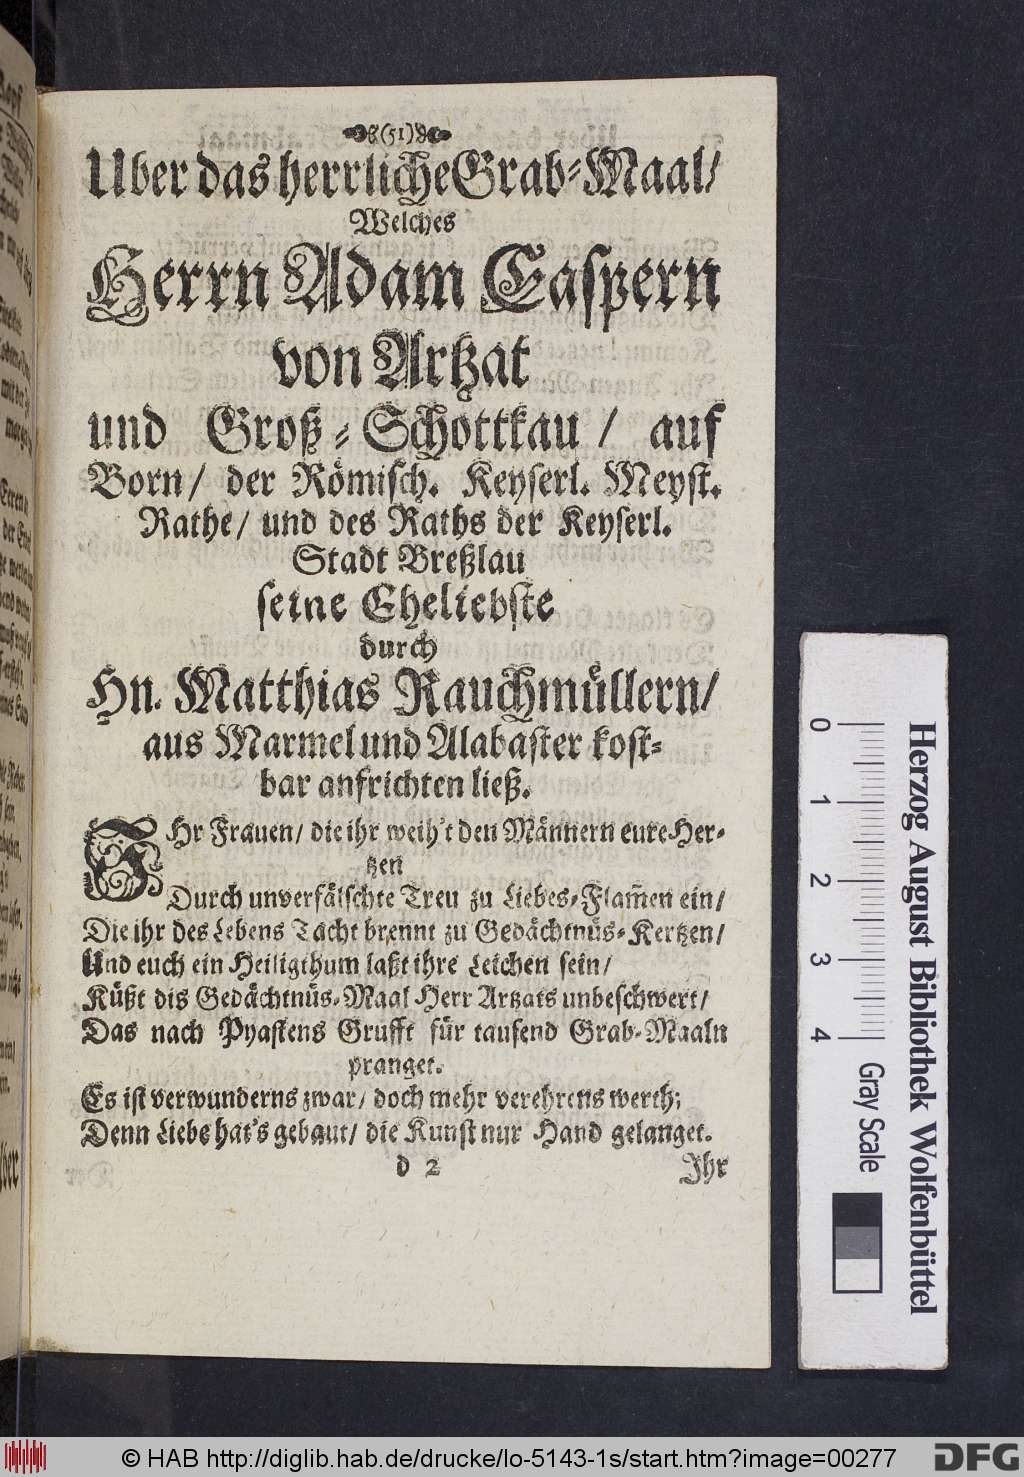 (51)
Uber das herrliche Grab-Maal/
Welches
Herrn Adam Caspern
von Artzat
und Groß-Schottkau / auf
Born/ der Römisch. Keyserl. Meyst.
Rathe/ und des Raths der Keyserl.
Stadt Breßlau
seine Eheliebste
durch
Hn. Matthias Rauchmüllern/
aus Marmel und Alabaster kost-
bar anfrichten ließ.
IHr Frauen/ die ihr weih't den Männern eure Her-
tzen
Durch unverfälschte Treu zu Liebes-Flam̃en ein/
Die ihr des Lebens Tacht brennt zu Gedächtnüs-Kertzen/
Und euch ein Heiligthum laßt ihre Leichen sein/
Küßt dis Gedächtnüs-Maal Herr Artzats unbeschwert/
Das nach Pyastens Grufft für tausend Grab-Maaln
pranget.
Es ist verwunderns zwar/ doch mehr verehrens werth;
Denn Liebe hat's gebaut/ die Kunst nur Hand gelanget.
d 2 Ihr
0 1 2 3 4
Herzog August Bibliothek Wolfenbüttel
Gray Scale
© HAB http://diglib.hab.de/drucke/lo-5143-1s/start.htm?image=00277
DFG